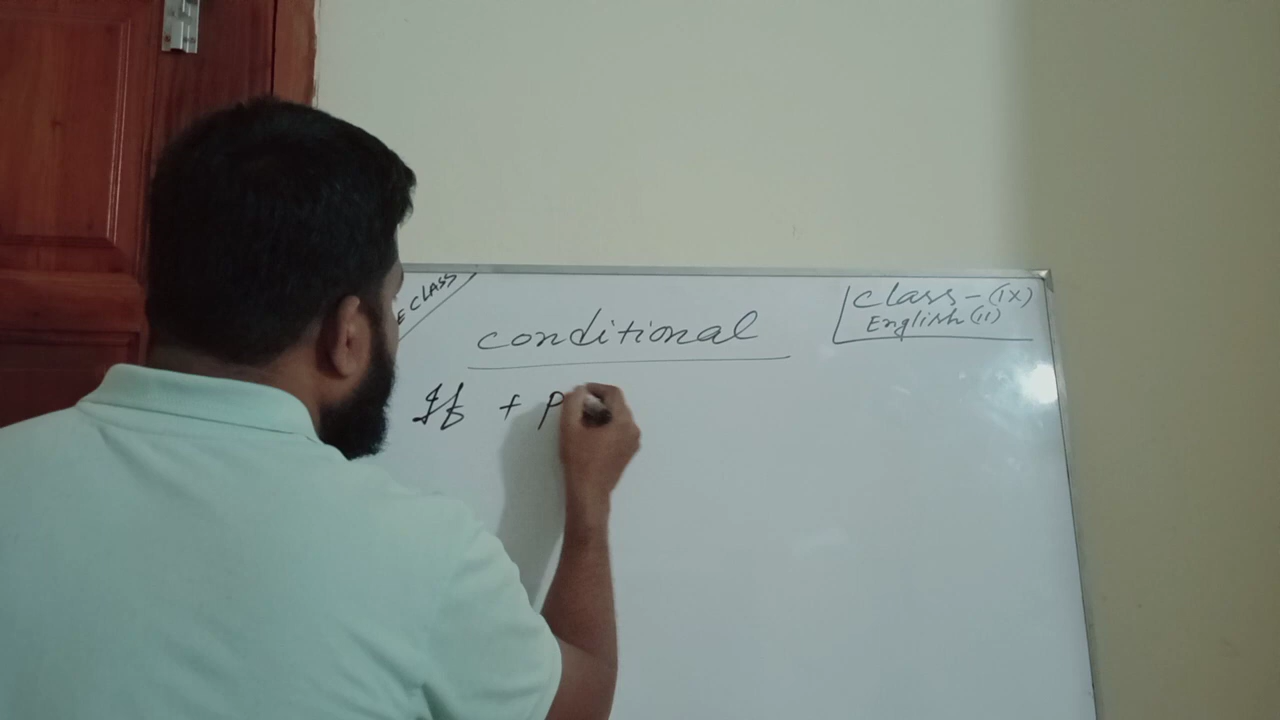 E CLASS
Class - (IX)
English (II)
conditional
If + P